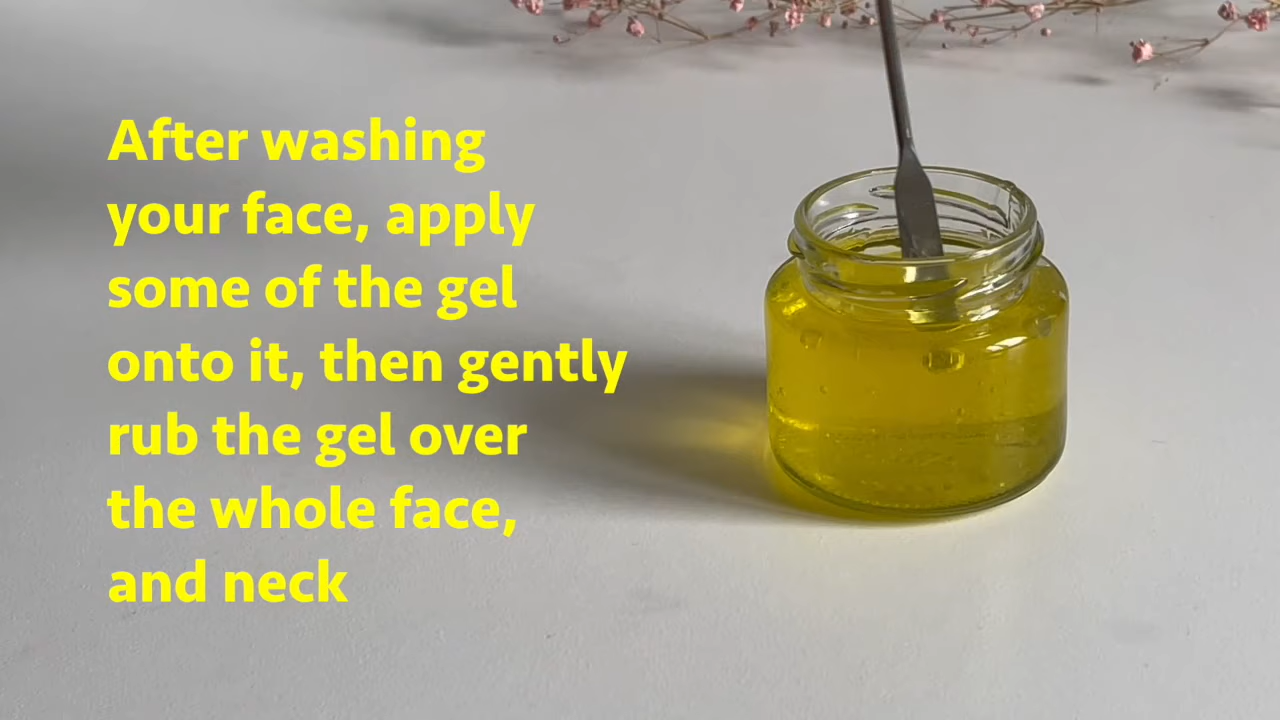 After washing
your face, apply
some of the gel
onto it, then gently
rub the gel over
the whole face,
and neck